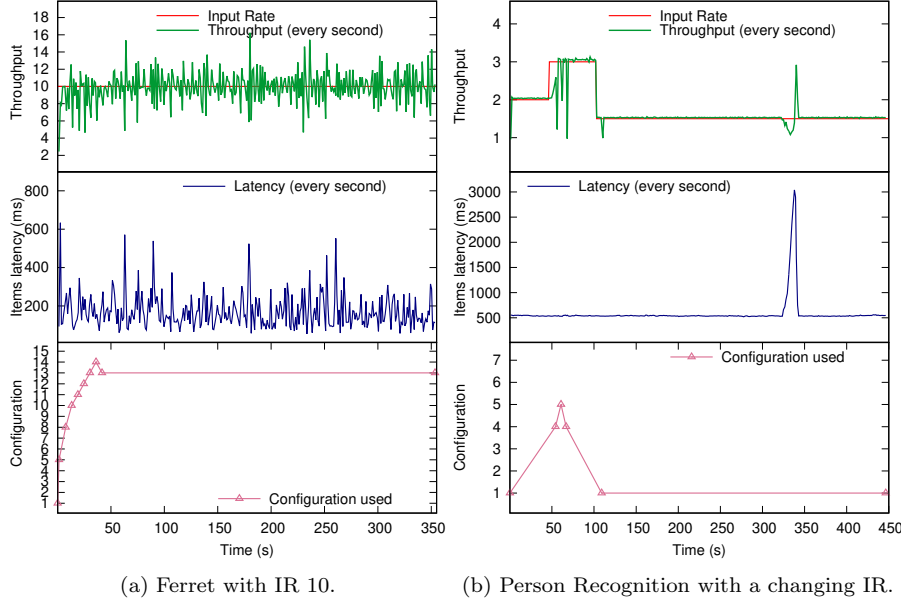 Input Rate
Throughput (every second)
Throughput
16
14
12
10
8
6
4
2
Latency (every second)
Items latency (ms)
800
600
400
200
Configuration
15
14
13
12
11
10
9
8
7
6
5
4
3
2
1
Configuration used
50 100 150 200 250 300 350
Time (s)
(a) Ferret with IR 10.
Input Rate
Throughput (every second)
Throughput
4
3
2
1
Latency (every second)
Items latency (ms)
3000
2500
2000
1500
1000
500
Configuration used
Configuration
7
6
5
4
3
2
1
50 100 150 200 250 300 350 400 450
Time (s)
(b) Person Recognition with a changing IR.